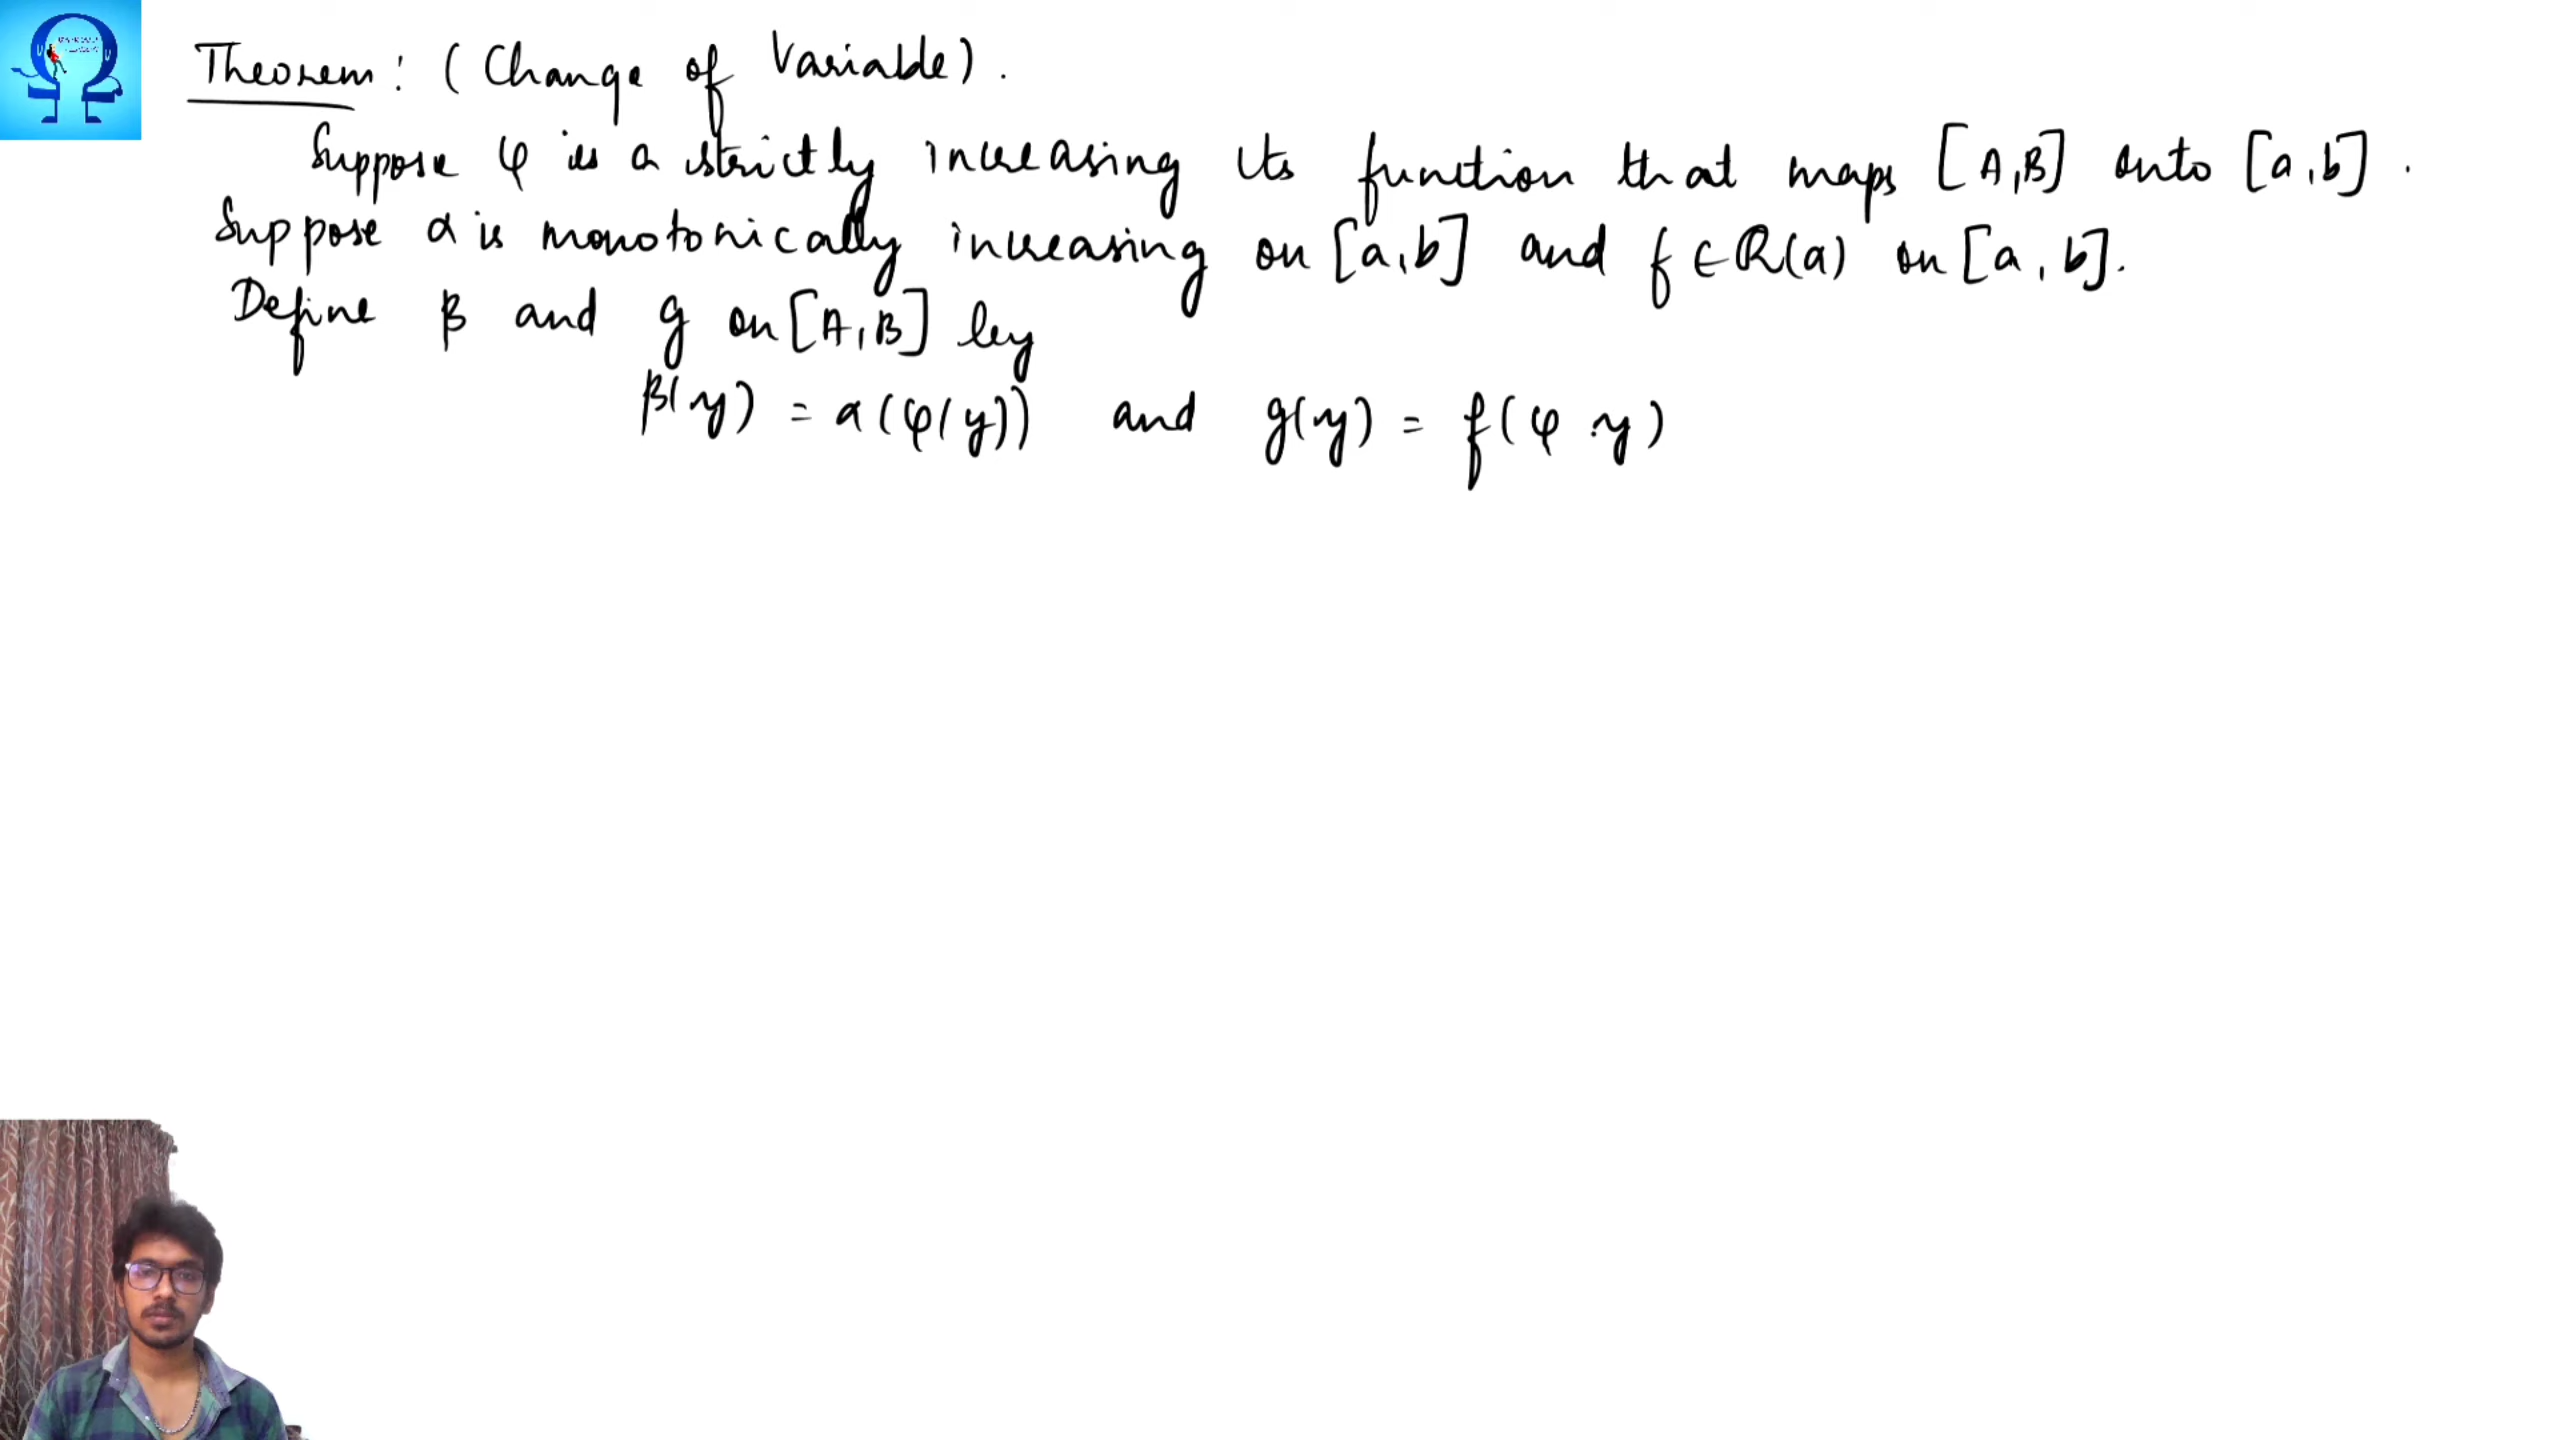 Theorem: (Change of Variable).
Suppose φ is a strictly increasing cts function that maps [A,B] onto [a,b].
Suppose α is monotonically increasing on [a,b] and f ∈ R(α) on [a,b].
Define β and g on [A,B] by
β(y) = α(φ(y)) and g(y) = f(φ y)